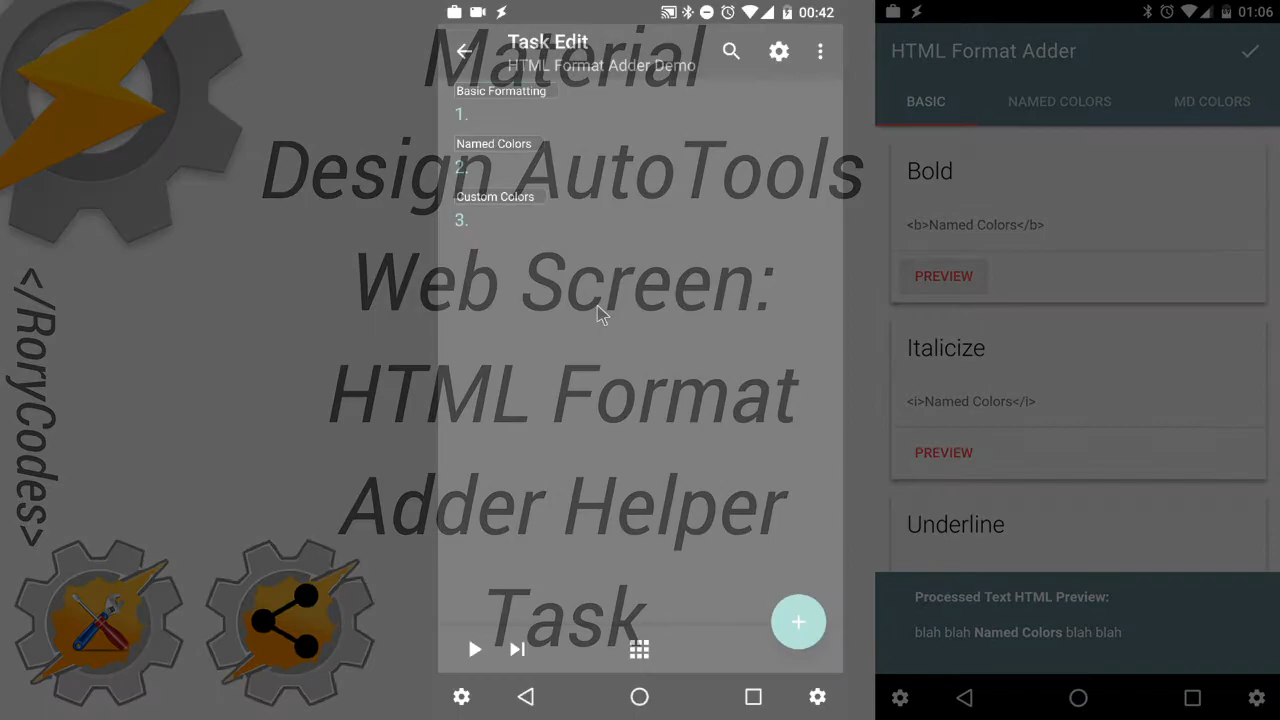 00:42
Task Edit
HTML Format Adder Demo
Basic Formatting
1.
Named Colors
2.
Custom Colors
3.
Material
Design AutoTools
Web Screen:
HTML Format
Adder Helper
Task
</RoryCodes>
01:06
HTML Format Adder
BASIC NAMED COLORS MD COLORS
Bold
<b>Named Colors</b>
PREVIEW
Italicize
<i>Named Colors</i>
PREVIEW
Underline
Processed Text HTML Preview:
blah blah Named Colors blah blah